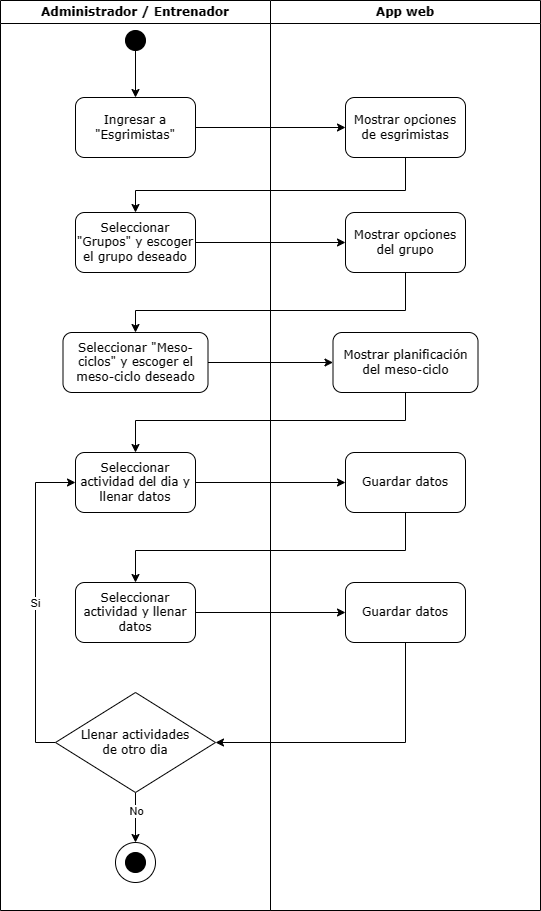 Administrador / Entrenador
App web
Ingresar a
"Esgrimistas"
Mostrar opciones
de esgrimistas
Seleccionar
"Grupos" y escoger
el grupo deseado
Mostrar opciones
del grupo
Seleccionar "Meso-
ciclos" y escoger el
meso-ciclo deseado
Mostrar planificación
del meso-ciclo
Seleccionar
actividad del dia y
llenar datos
Guardar datos
Seleccionar
actividad y llenar
datos
Guardar datos
Si
Llenar actividades
de otro dia
No